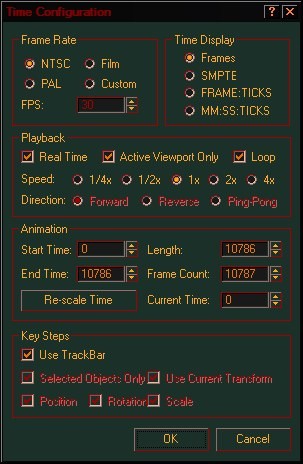 Time Configuration ? ×
Frame Rate Time Display
NTSC Film Frames
PAL Custom SMPTE
FPS: 30 FRAME:TICKS
MM:SS:TICKS
Playback
Real Time Active Viewport Only Loop
Speed: 1/4x 1/2x 1x 2x 4x
Direction: Forward Reverse Ping-Pong
Animation
Start Time: 0 Length: 10786
End Time: 10786 Frame Count: 10787
Re-scale Time Current Time: 0
Key Steps
Use TrackBar
Selected Objects Only Use Current Transform
Position Rotation Scale
OK Cancel